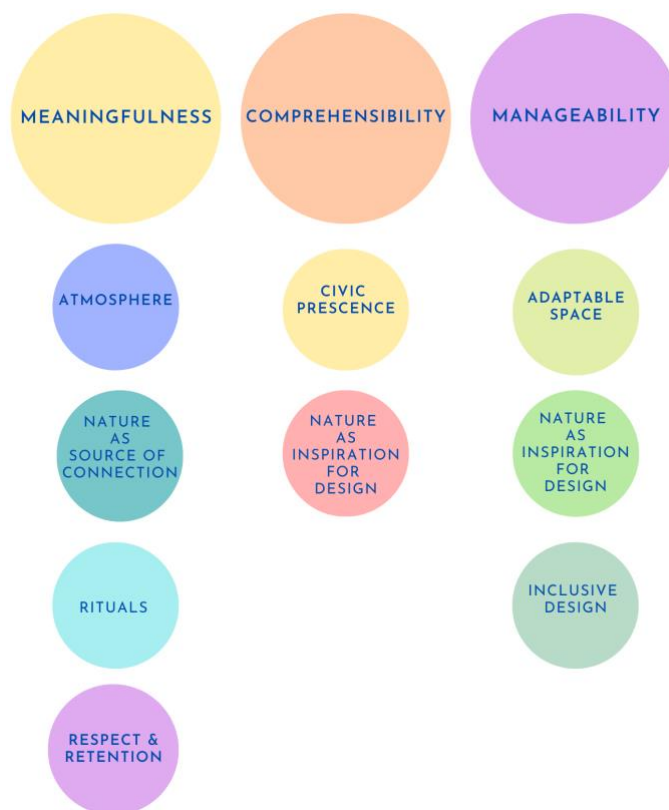 MEANINGFULNESS
COMPREHENSIBILITY
MANAGEABILITY
ATMOSPHERE
CIVIC
PRESCENCE
ADAPTABLE
SPACE
NATURE
AS
SOURCE OF
CONNECTION
NATURE
AS
INSPIRATION
FOR
DESIGN
NATURE
AS
INSPIRATION
FOR
DESIGN
RITUALS
INCLUSIVE
DESIGN
RESPECT &
RETENTION